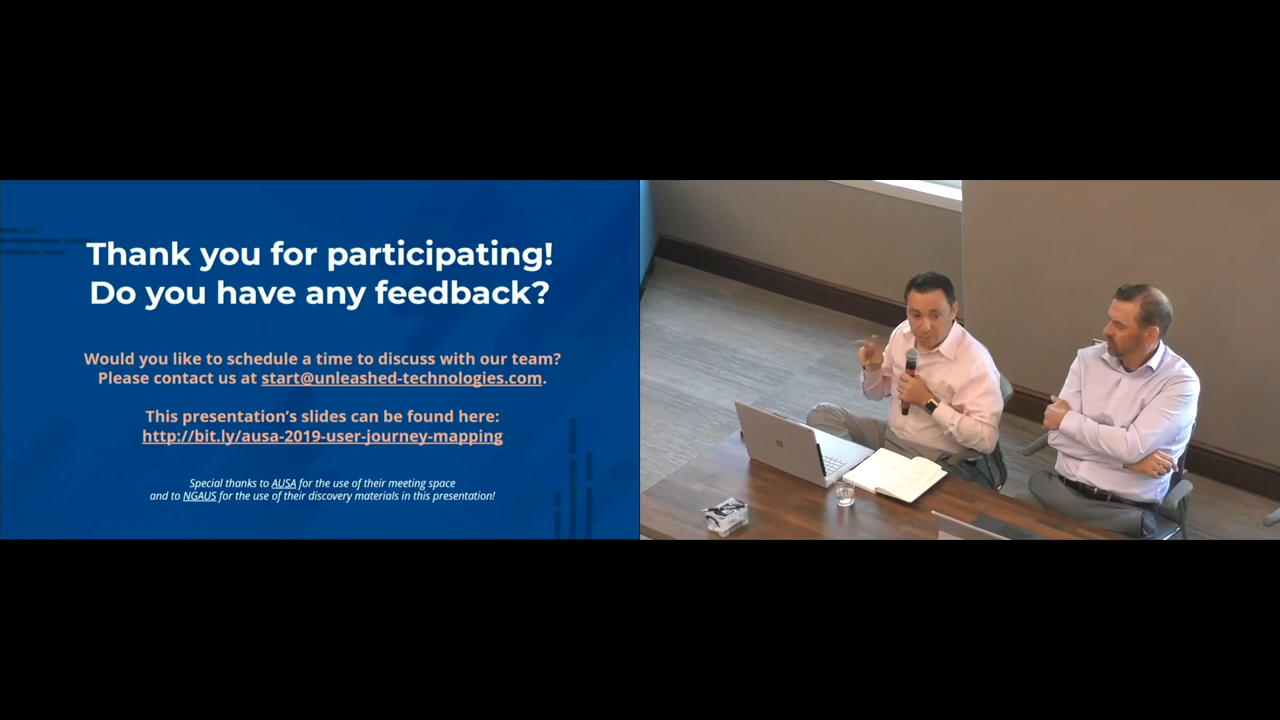 Thank you for participating!
Do you have any feedback?
Would you like to schedule a time to discuss with our team?
Please contact us at start@unleashed-technologies.com.
This presentation’s slides can be found here:
http://bit.ly/ausa-2019-user-journey-mapping
Special thanks to AUSA for the use of their meeting space
and to NGAUS for the use of their discovery materials in this presentation!